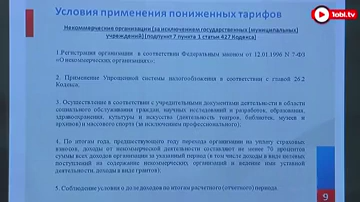 1obl.tv
Условия применения пониженных тарифов
Некоммерческие организации (за исключением государственных (муниципальных)
учреждений) (подпункт 7 пункта 1 статьи 427 Кодекса)
1.Регистрация организации в соответствии Федеральным законом от 12.01.1996 N 7-ФЗ
«О некоммерческих организациях»;
2. Применение Упрощенной системы налогообложения в соответствии с главой 26.2
Кодекса,
3. Осуществление в соответствии с учредительными документами деятельности в области
социального обслуживания граждан, научных исследований и разработок, образования,
здравоохранения, культуры и искусства (деятельность театров, библиотек, музеев и
архивов) и массового спорта (за исключением профессионального);
4. По итогам года, предшествующего году перехода организации на уплату страховых
взносов, доходы от некоммерческой деятельности составляют не менее 70 процентов
суммы всех доходов организации за указанный период (в том числе доходы в виде целевых
поступлений на содержание некоммерческих организаций и ведение ими уставной
деятельности, доходы в виде грантов);
5. Соблюдение условия о доле доходов по итогам расчетного (отчетного) периода.
9